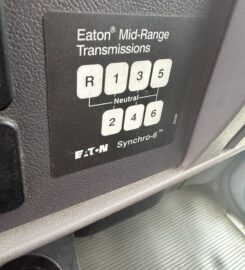 Eaton® Mid-Range
Transmissions
R 1 3 5
Neutral
2 4 6
EATON Synchro-6™